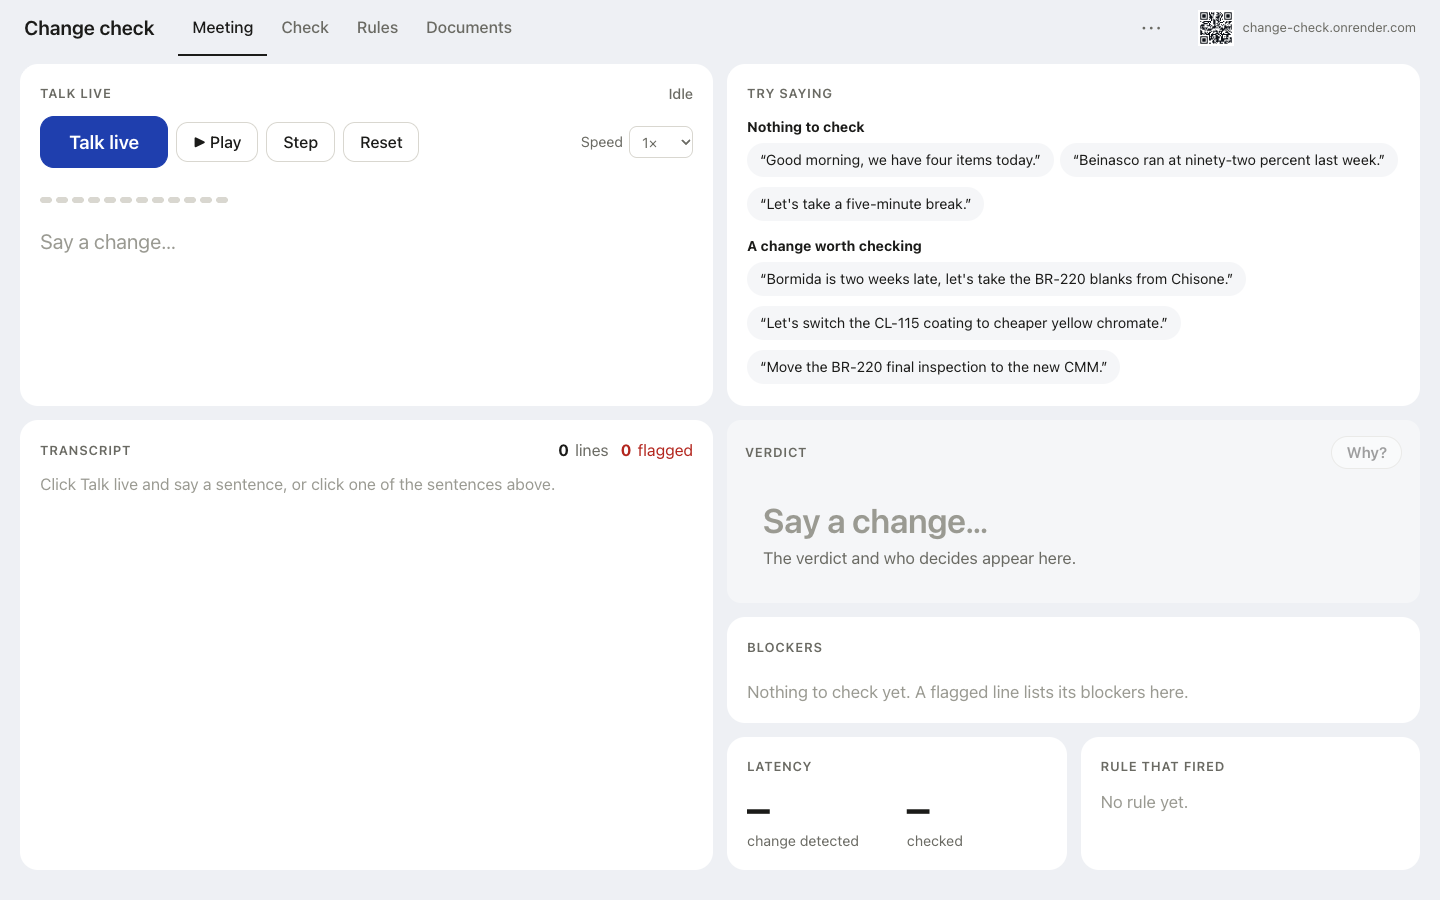 Change check
Meeting
Check
Rules
Documents
change-check.onrender.com
TALK LIVE
Idle
Talk live
Play
Step
Reset
Speed
1×
Say a change...
TRY SAYING
Nothing to check
“Good morning, we have four items today.”
“Beinasco ran at ninety-two percent last week.”
“Let's take a five-minute break.”
A change worth checking
“Bormida is two weeks late, let's take the BR-220 blanks from Chisone.”
“Let's switch the CL-115 coating to cheaper yellow chromate.”
“Move the BR-220 final inspection to the new CMM.”
TRANSCRIPT
0 lines 0 flagged
Click Talk live and say a sentence, or click one of the sentences above.
VERDICT
Why?
Say a change...
The verdict and who decides appear here.
BLOCKERS
Nothing to check yet. A flagged line lists its blockers here.
LATENCY
— —
change detected checked
RULE THAT FIRED
No rule yet.